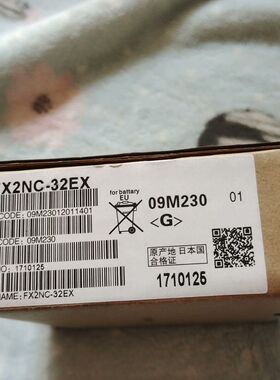 FX2NC-32EX
CODE: 09M23012011401
CODE: 09M230
NO: 1710125
NAME: FX2NC-32EX
for battery
EU
09M230
<G>
01
原产地 日本国
合格证
1710125